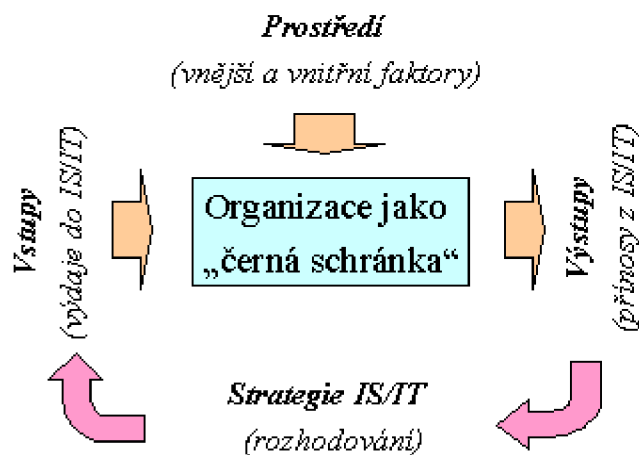 Prostředí
(vnější a vnitřní faktory)
Vstupy
(výdaje do IS/IT)
Organizace jako
„černá schránka“
Výstupy
(přínosy z IS/IT)
Strategie IS/IT
(rozhodování)